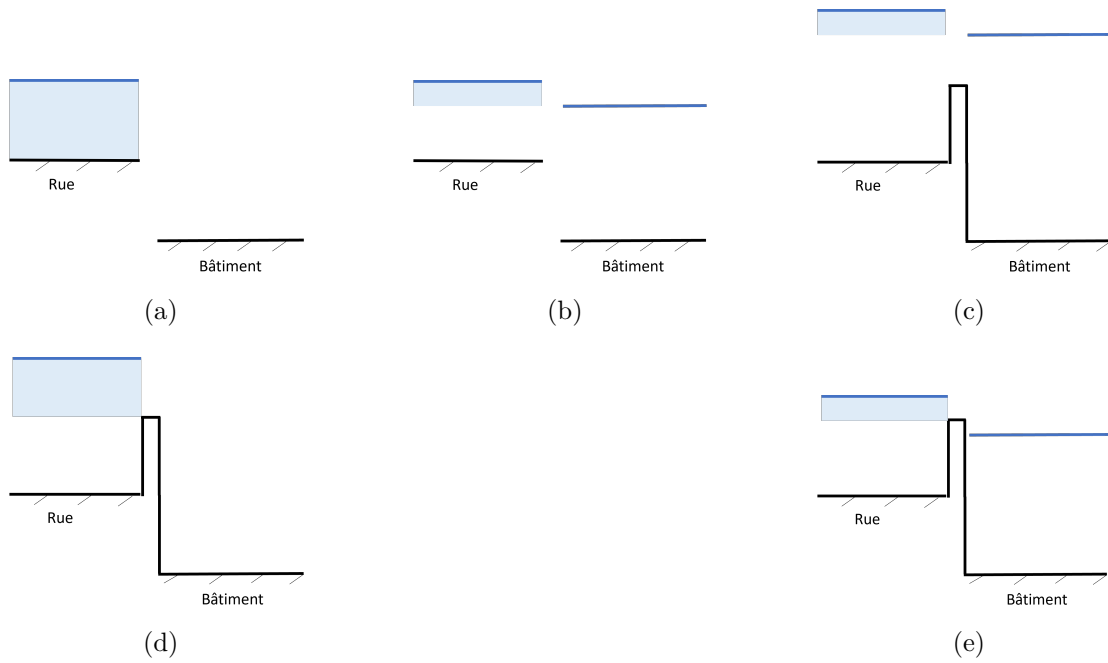 Rue
Bâtiment
(a)
Rue
Bâtiment
(b)
Rue
Bâtiment
(c)
Rue
Bâtiment
(d)
Rue
Bâtiment
(e)